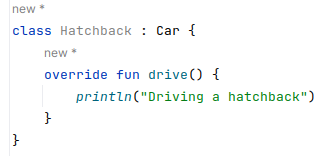 new *
class Hatchback : Car {
new *
override fun drive() {
println("Driving a hatchback")
}
}